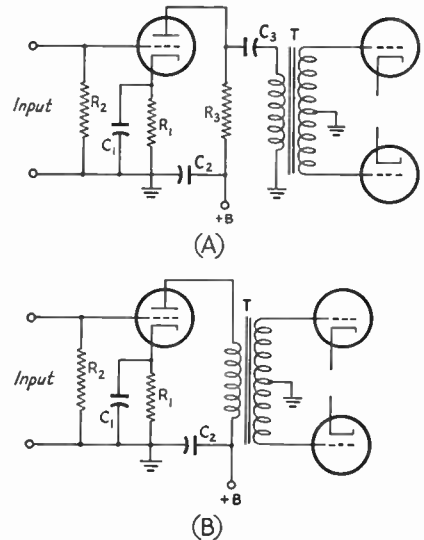 C3
T
Input
R2
C1
R1
C2
R3
+B
(A)
T
Input
R2
C1
R1
C2
+B
(B)